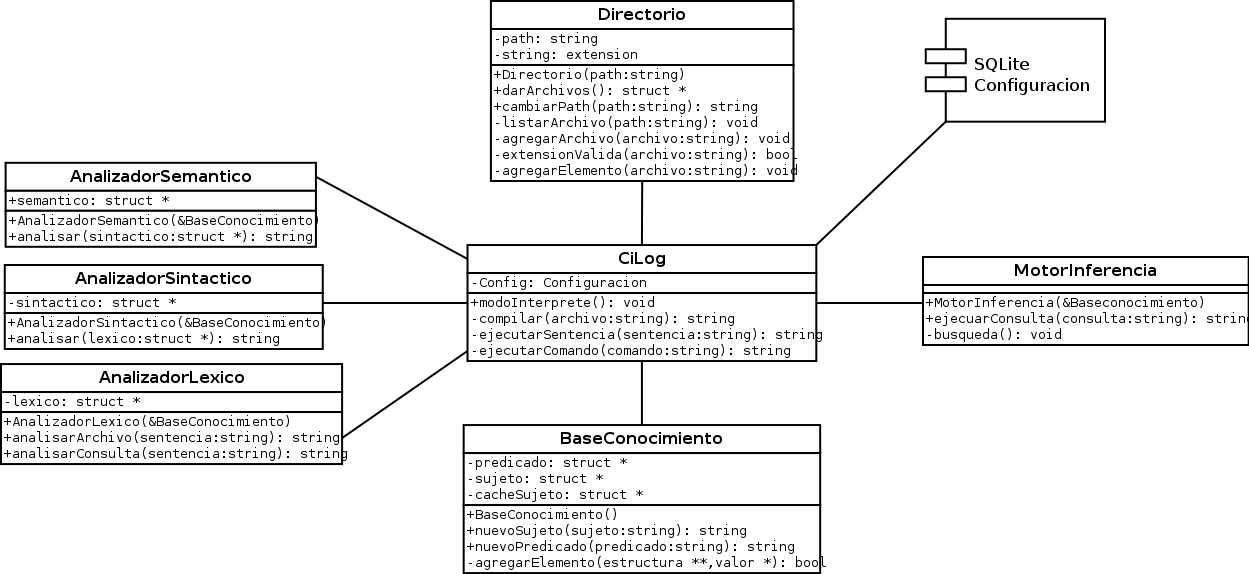 Directorio
-path: string
-string: extension
+Directorio(path:string)
+darArchivos(): struct *
+cambiarPath(path:string): string
-listarArchivo(path:string): void
-agregarArchivo(archivo:string): void
-extensionValida(archivo:string): bool
-agregarElemento(archivo:string): void
SQLite
Configuracion
AnalizadorSemantico
+semantico: struct *
+AnalizadorSemantico(&BaseConocimiento)
+analisar(sintactico:struct *): string
AnalizadorSintactico
-sintactico: struct *
+AnalizadorSintactico(&BaseConocimiento)
+analisar(lexico:struct *): string
AnalizadorLexico
-lexico: struct *
+AnalizadorLexico(&BaseConocimiento)
+analisarArchivo(sentencia:string): string
+analisarConsulta(sentencia:string): string
CiLog
-Config: Configuracion
+modoInterprete(): void
-compilar(archivo:string): string
-ejecutarSentencia(sentencia:string): string
-ejecutarComando(comando:string): string
MotorInferencia
+MotorInferencia(&Baseconocimiento)
+ejecuarConsulta(consulta:string): string
-busqueda(): void
BaseConocimiento
-predicado: struct *
-sujeto: struct *
-cacheSujeto: struct *
+BaseConocimiento()
+nuevoSujeto(sujeto:string): string
+nuevoPredicado(predicado:string): string
-agregarElemento(estructura **,valor *): bool